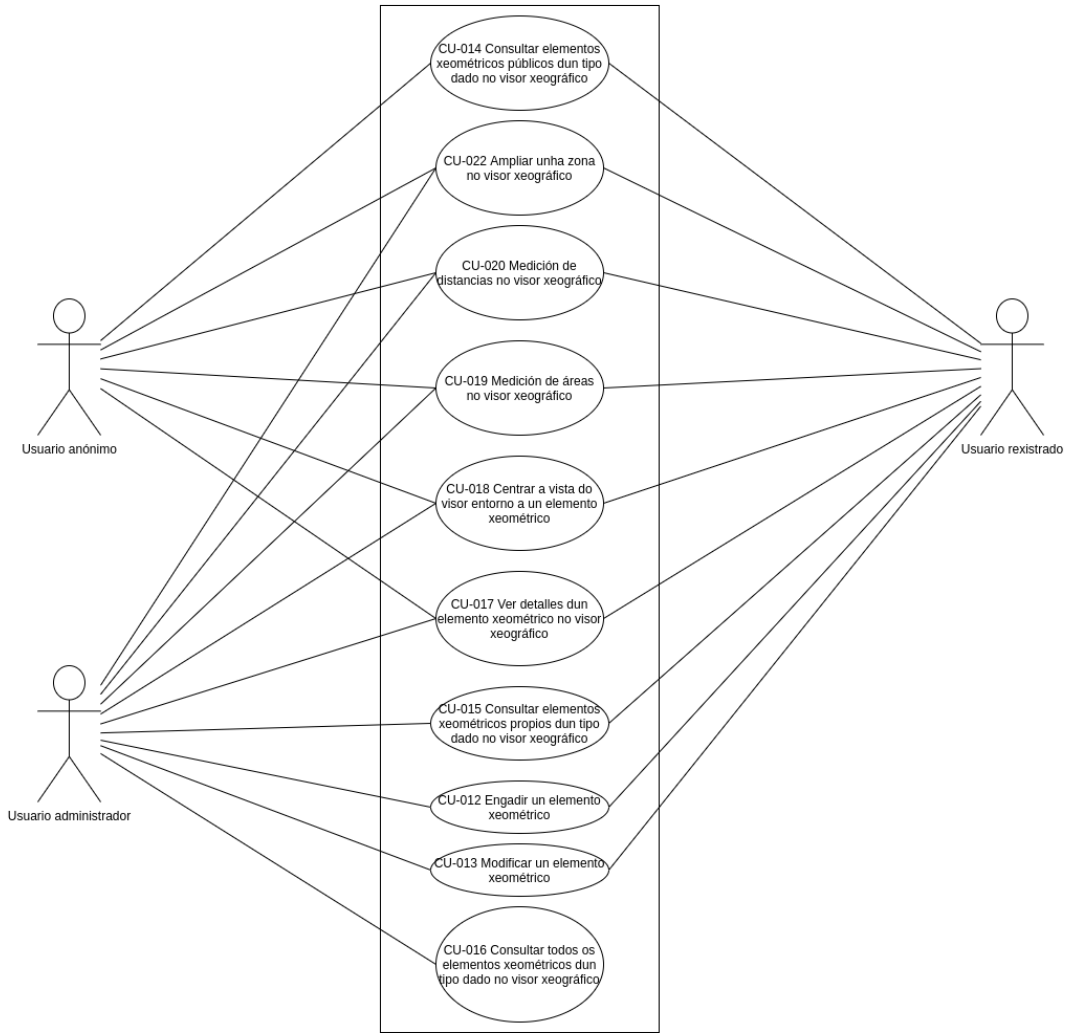 CU-014 Consultar elementos
xeométricos públicos dun tipo
dado no visor xeográfico
CU-022 Ampliar unha zona
no visor xeográfico
CU-020 Medición de
distancias no visor xeográfico
CU-019 Medición de áreas
no visor xeográfico
Usuario anónimo
Usuario rexistrado
CU-018 Centrar a vista do
visor entorno a un elemento
xeométrico
CU-017 Ver detalles dun
elemento xeométrico no visor
xeográfico
CU-015 Consultar elementos
xeométricos propios dun tipo
dado no visor xeográfico
CU-012 Engadir un elemento
xeométrico
Usuario administrador
CU-013 Modificar un elemento
xeométrico
CU-016 Consultar todos os
elementos xeométricos dun
tipo dado no visor xeográfico